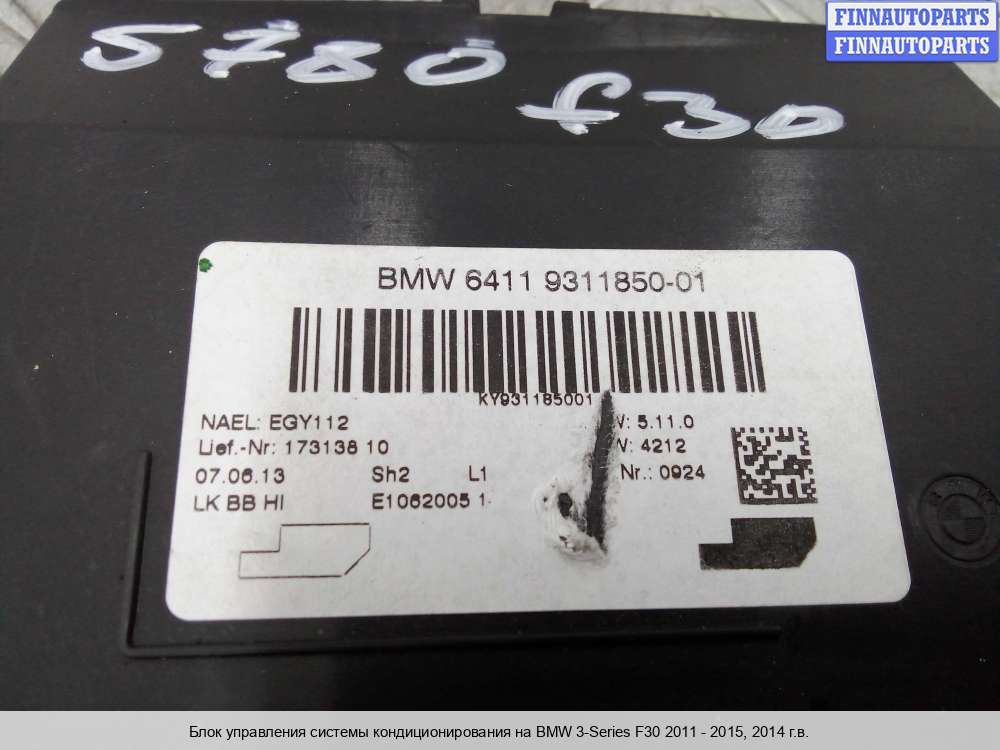 FINNAUTOPARTS
FINNAUTOPARTS
5780
f30
BMW 6411 9311850-01
KY931185001
NAEL: EGY112
: 5.11.0
Lief.-Nr: 173138 10
: 4212
07.06.13 Sh2 L1 Nr.: 0924
LK BB HI E1062005 1
Блок управления системы кондиционирования на BMW 3-Series F30 2011 - 2015, 2014 г.в.